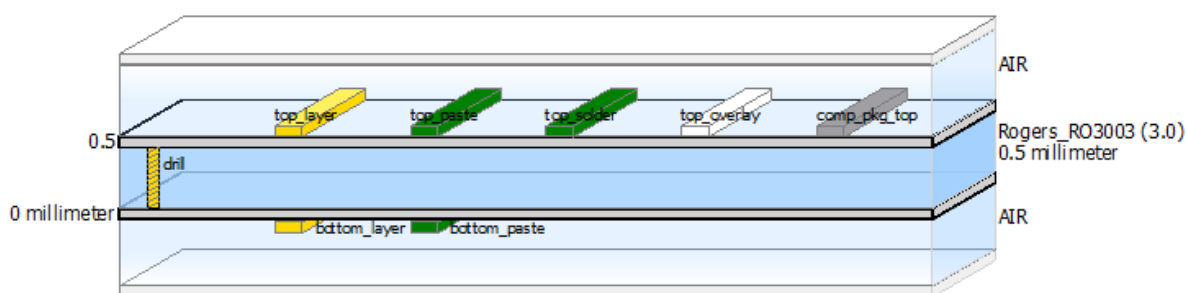 AIR
top_layer
top_paste
top_solder
top_overlay
comp_pkg_top
0.5
Rogers_RO3003 (3.0)
0.5 millimeter
drill
0 millimeter
AIR
bottom_layer
bottom_paste